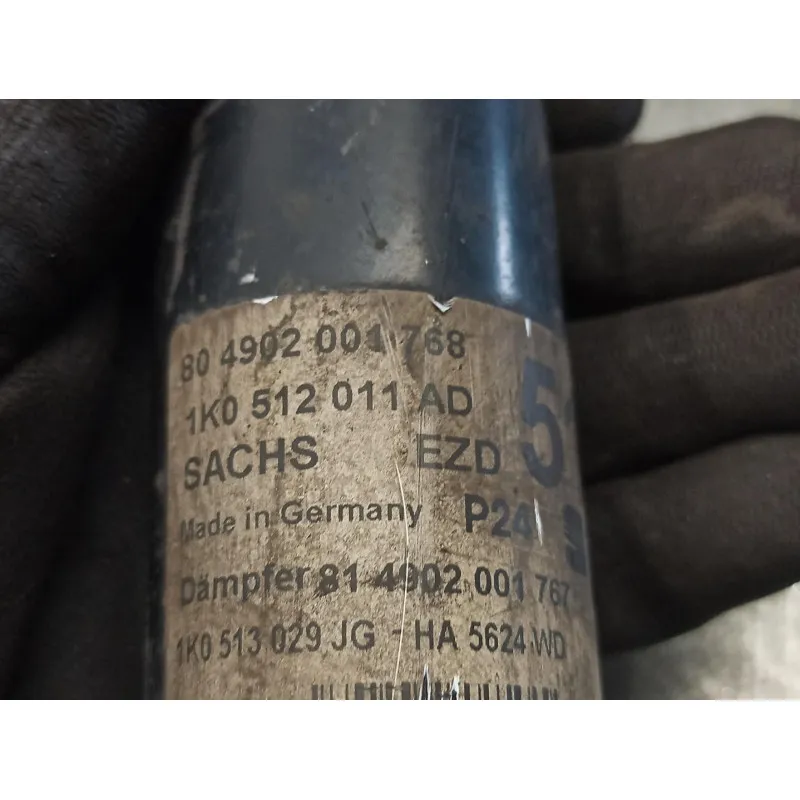 80 4902 001 768
1K0 512 011 AD
SACHS EZD
Made in Germany P24
Dämpfer 81 4902 001 767
1K0 513 029 JG - HA 5624 WD